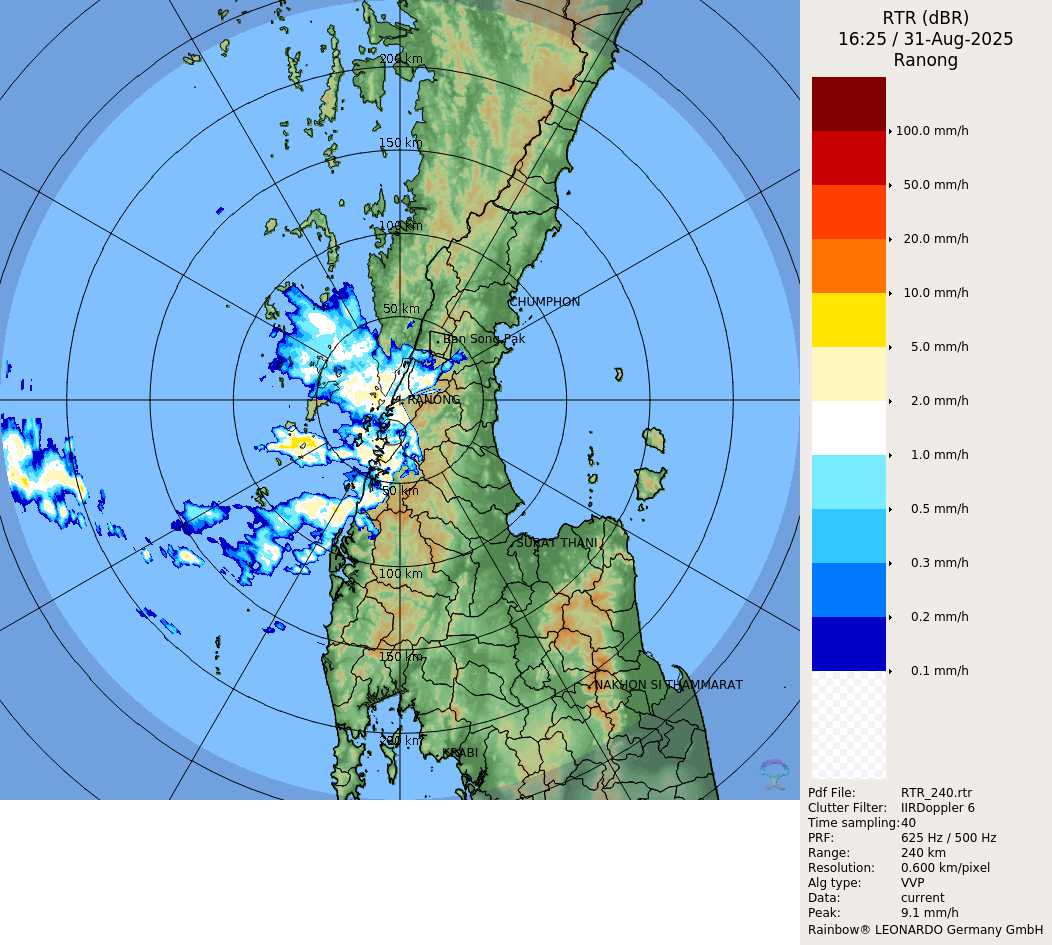 RTR (dBR)
16:25 / 31-Aug-2025
Ranong
200 km
150 km
100 km
50 km
CHUMPHON
Ban Song Pak
RANONG
50 km
SURAT THANI
100 km
150 km
NAKHON SI THAMMARAT
200 km
KRABI
100.0 mm/h
50.0 mm/h
20.0 mm/h
10.0 mm/h
5.0 mm/h
2.0 mm/h
1.0 mm/h
0.5 mm/h
0.3 mm/h
0.2 mm/h
0.1 mm/h
Pdf File: RTR_240.rtr
Clutter Filter: IIRDoppler 6
Time sampling: 40
PRF: 625 Hz / 500 Hz
Range: 240 km
Resolution: 0.600 km/pixel
Alg type: VVP
Data: current
Peak: 9.1 mm/h
Rainbow® LEONARDO Germany GmbH